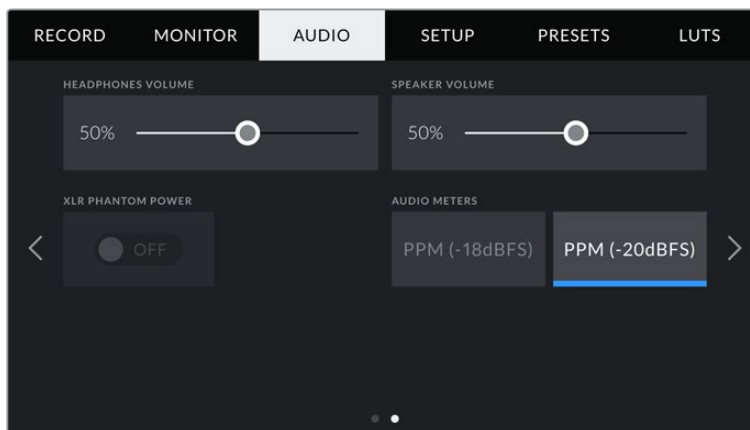 RECORD MONITOR AUDIO SETUP PRESETS LUTS
HEADPHONES VOLUME SPEAKER VOLUME
50% 50%
XLR PHANTOM POWER AUDIO METERS
OFF PPM (-18dBFS) PPM (-20dBFS)